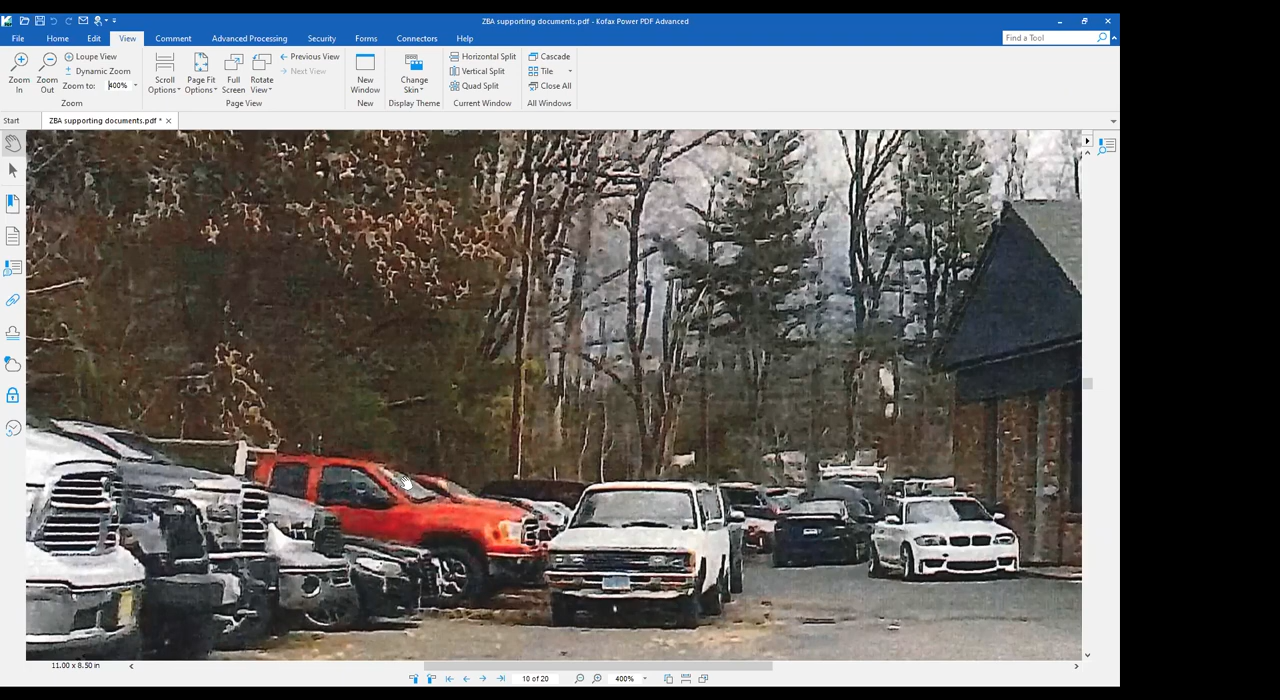 ZBA supporting documents.pdf - Kofax Power PDF Advanced
File Home Edit View Comment Advanced Processing Security Forms Connectors Help Find a Tool
Zoom In
Zoom Out
Loupe View
Dynamic Zoom
Zoom to: 400%
Zoom
Scroll Options
Page Fit Options
Full Screen
Rotate View
Previous View
Next View
Page View
New Window
New
Change Skin
Display Theme
Horizontal Split
Vertical Split
Quad Split
Current Window
Cascade
Tile
Close All
All Windows
Start ZBA supporting documents.pdf *
11.00 x 8.50 in
10 of 20 400%